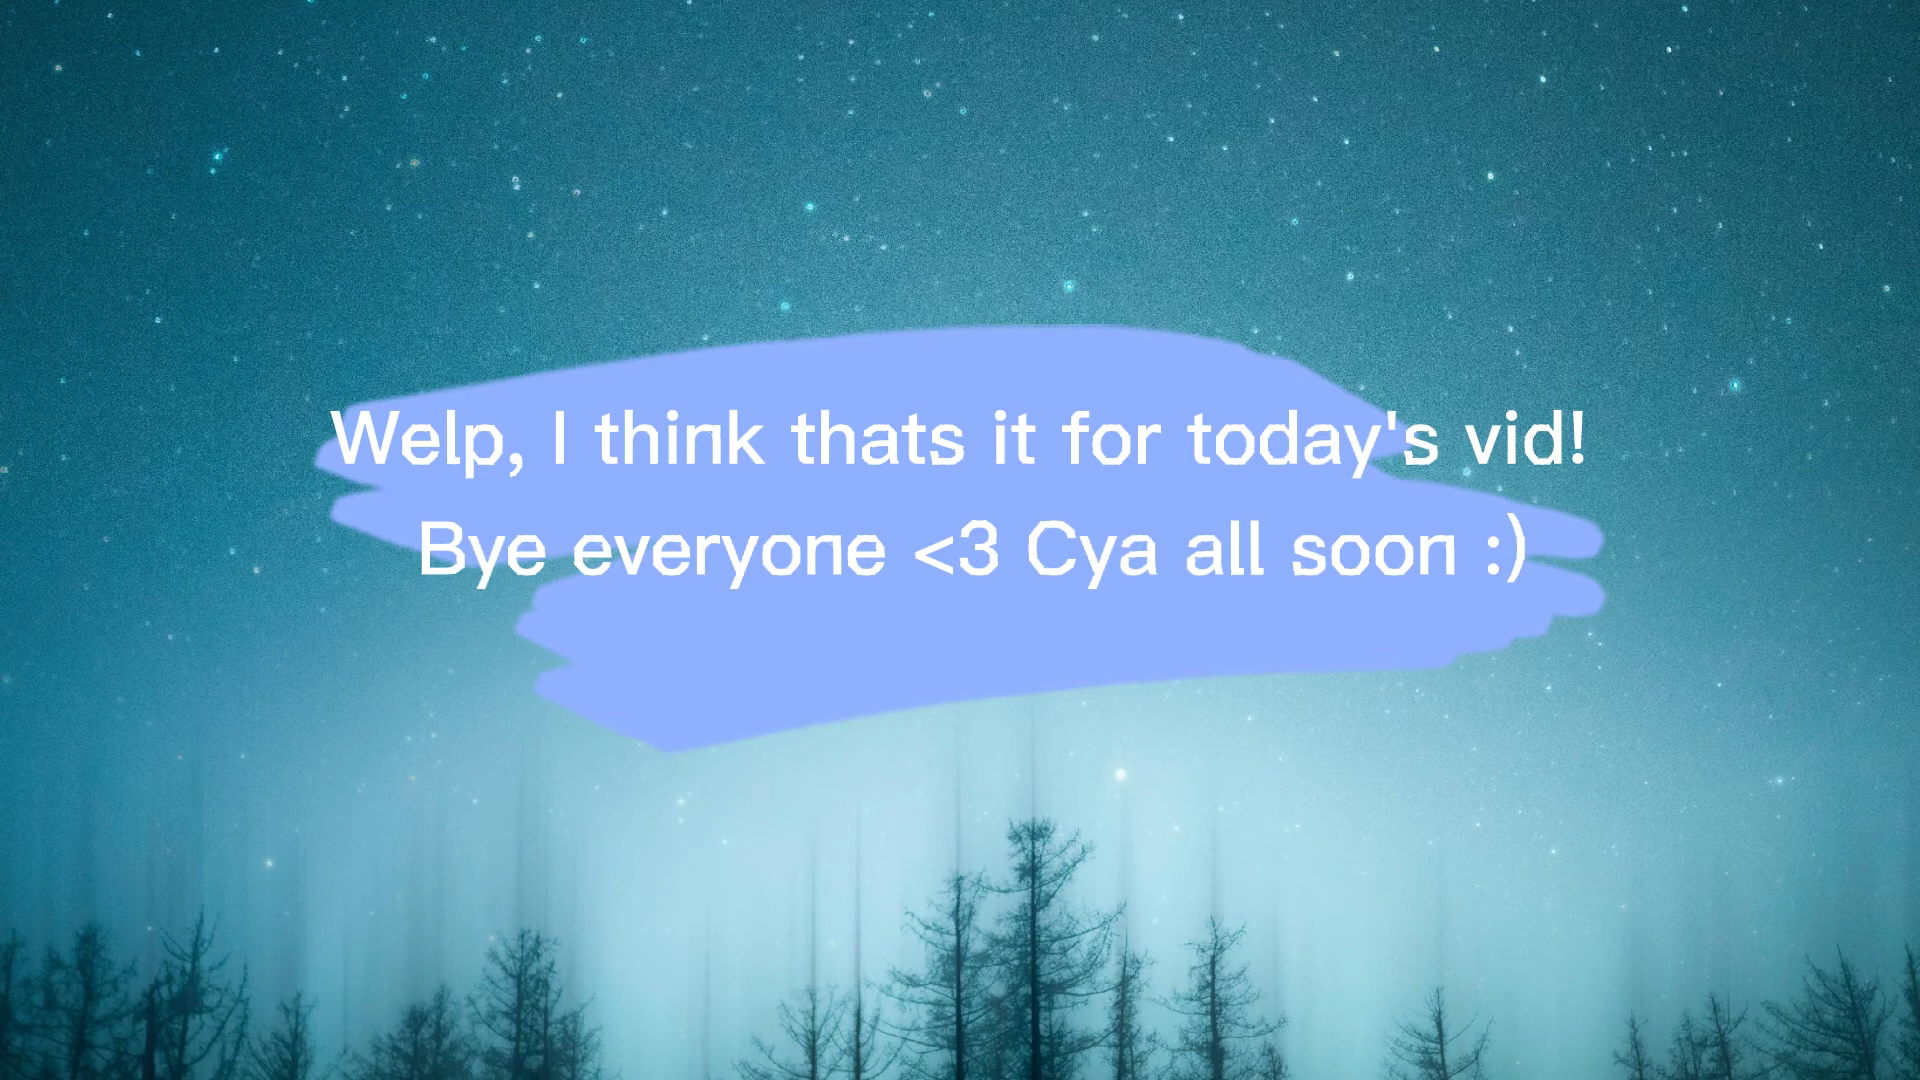 Welp, I think thats it for today's vid!
Bye everyone <3 Cya all soon :)